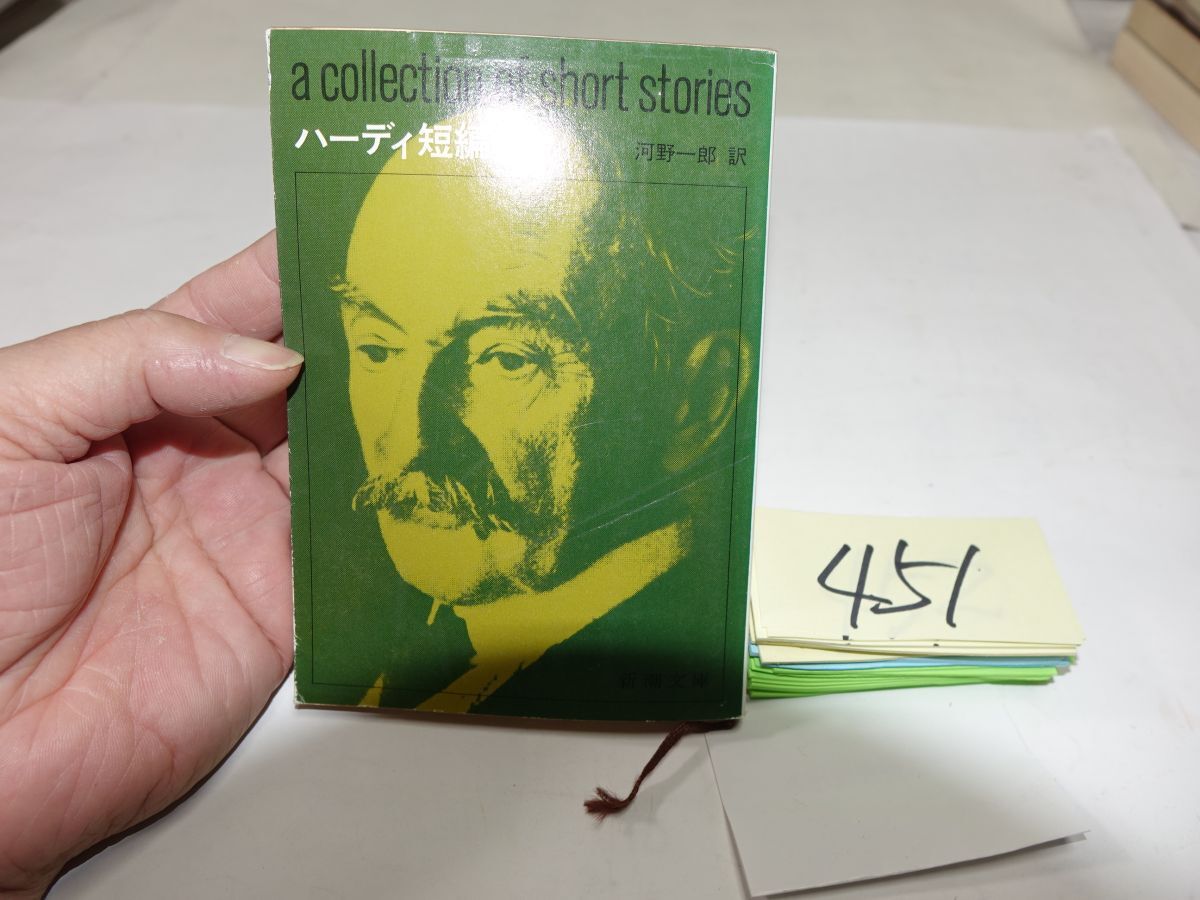 a collection of short stories
ハーディ短編
河野一郎 訳
新潮文庫
451